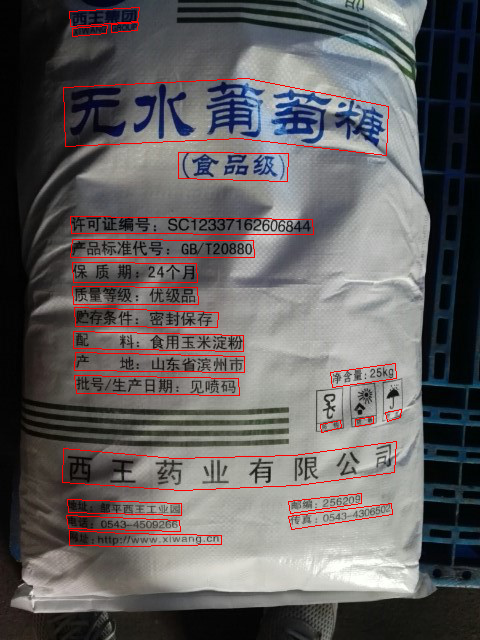 西王集团
XIWANG GROUP
无水葡萄糖
(食品级)
许可证编号：SC12337162606844
产品标准代号：GB/T20880
保质期：24个月
质量等级：优级品
贮存条件：密封保存
配料：食用玉米淀粉
产地：山东省滨州市
批号/生产日期：见喷码
净含量:25kg
西王药业有限公司
地址：邹平西王工业园
邮编：256209
电话：0543-4509266
传真：0543-4306502
网址：http://www.xiwang.cn